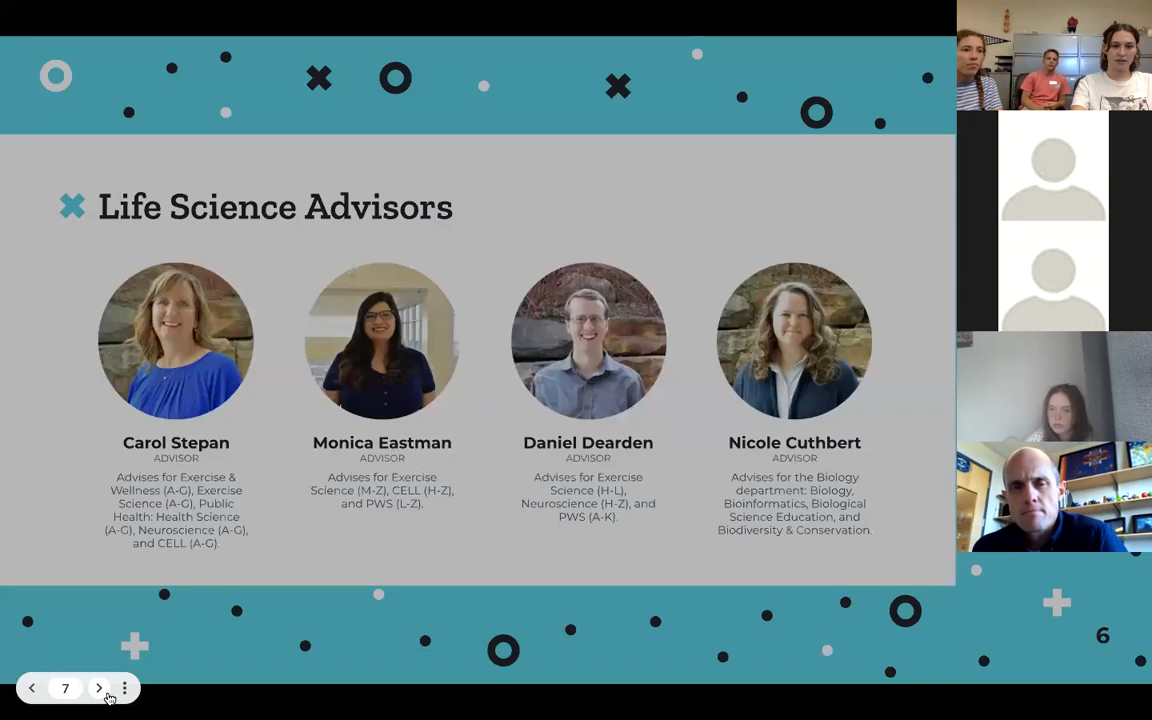 Life Science Advisors
Carol Stepan
ADVISOR
Advises for Exercise &
Wellness (A-G), Exercise
Science (A-G), Public
Health: Health Science
(A-G), Neuroscience (A-G),
and CELL (A-G).
Monica Eastman
ADVISOR
Advises for Exercise
Science (M-Z), CELL (H-Z),
and PWS (L-Z).
Daniel Dearden
ADVISOR
Advises for Exercise
Science (H-L),
Neuroscience (H-Z), and
PWS (A-K).
Nicole Cuthbert
ADVISOR
Advises for the Biology
department: Biology,
Bioinformatics, Biological
Science Education, and
Biodiversity & Conservation.
6
7